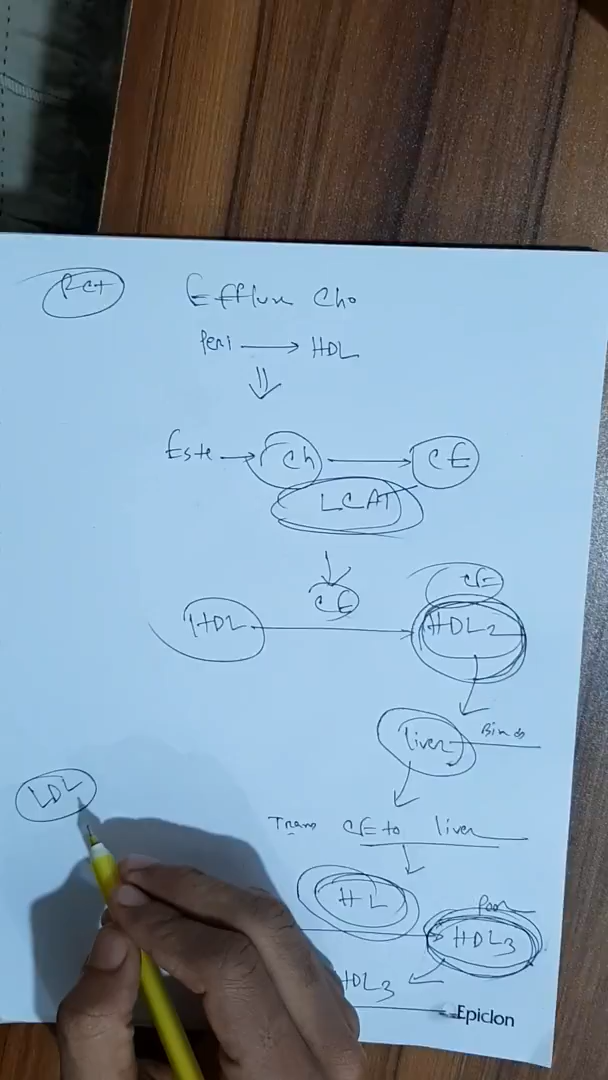 RCT
Efflux Cho
Peri → HDL
Este → Ch → CE
LCAT
CE
CE
HDL → HDL2
liver Binds
LDL
Trans CE to liver
HL
Poor
HDL3
HDL3
Epiclon